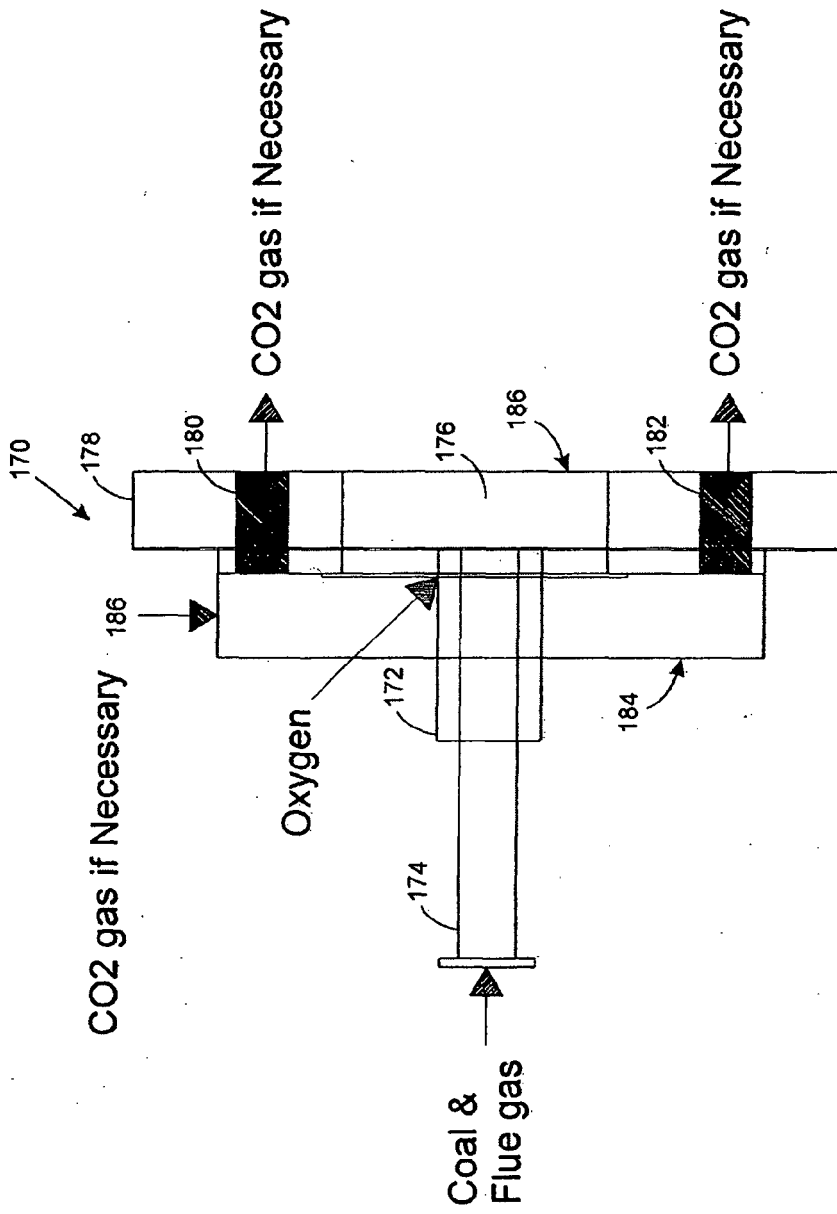 170
178
CO2 gas if Necessary
180
186
176
186
CO2 gas if Necessary
182
CO2 gas if Necessary
Oxygen
172
184
174
Coal &
Flue gas